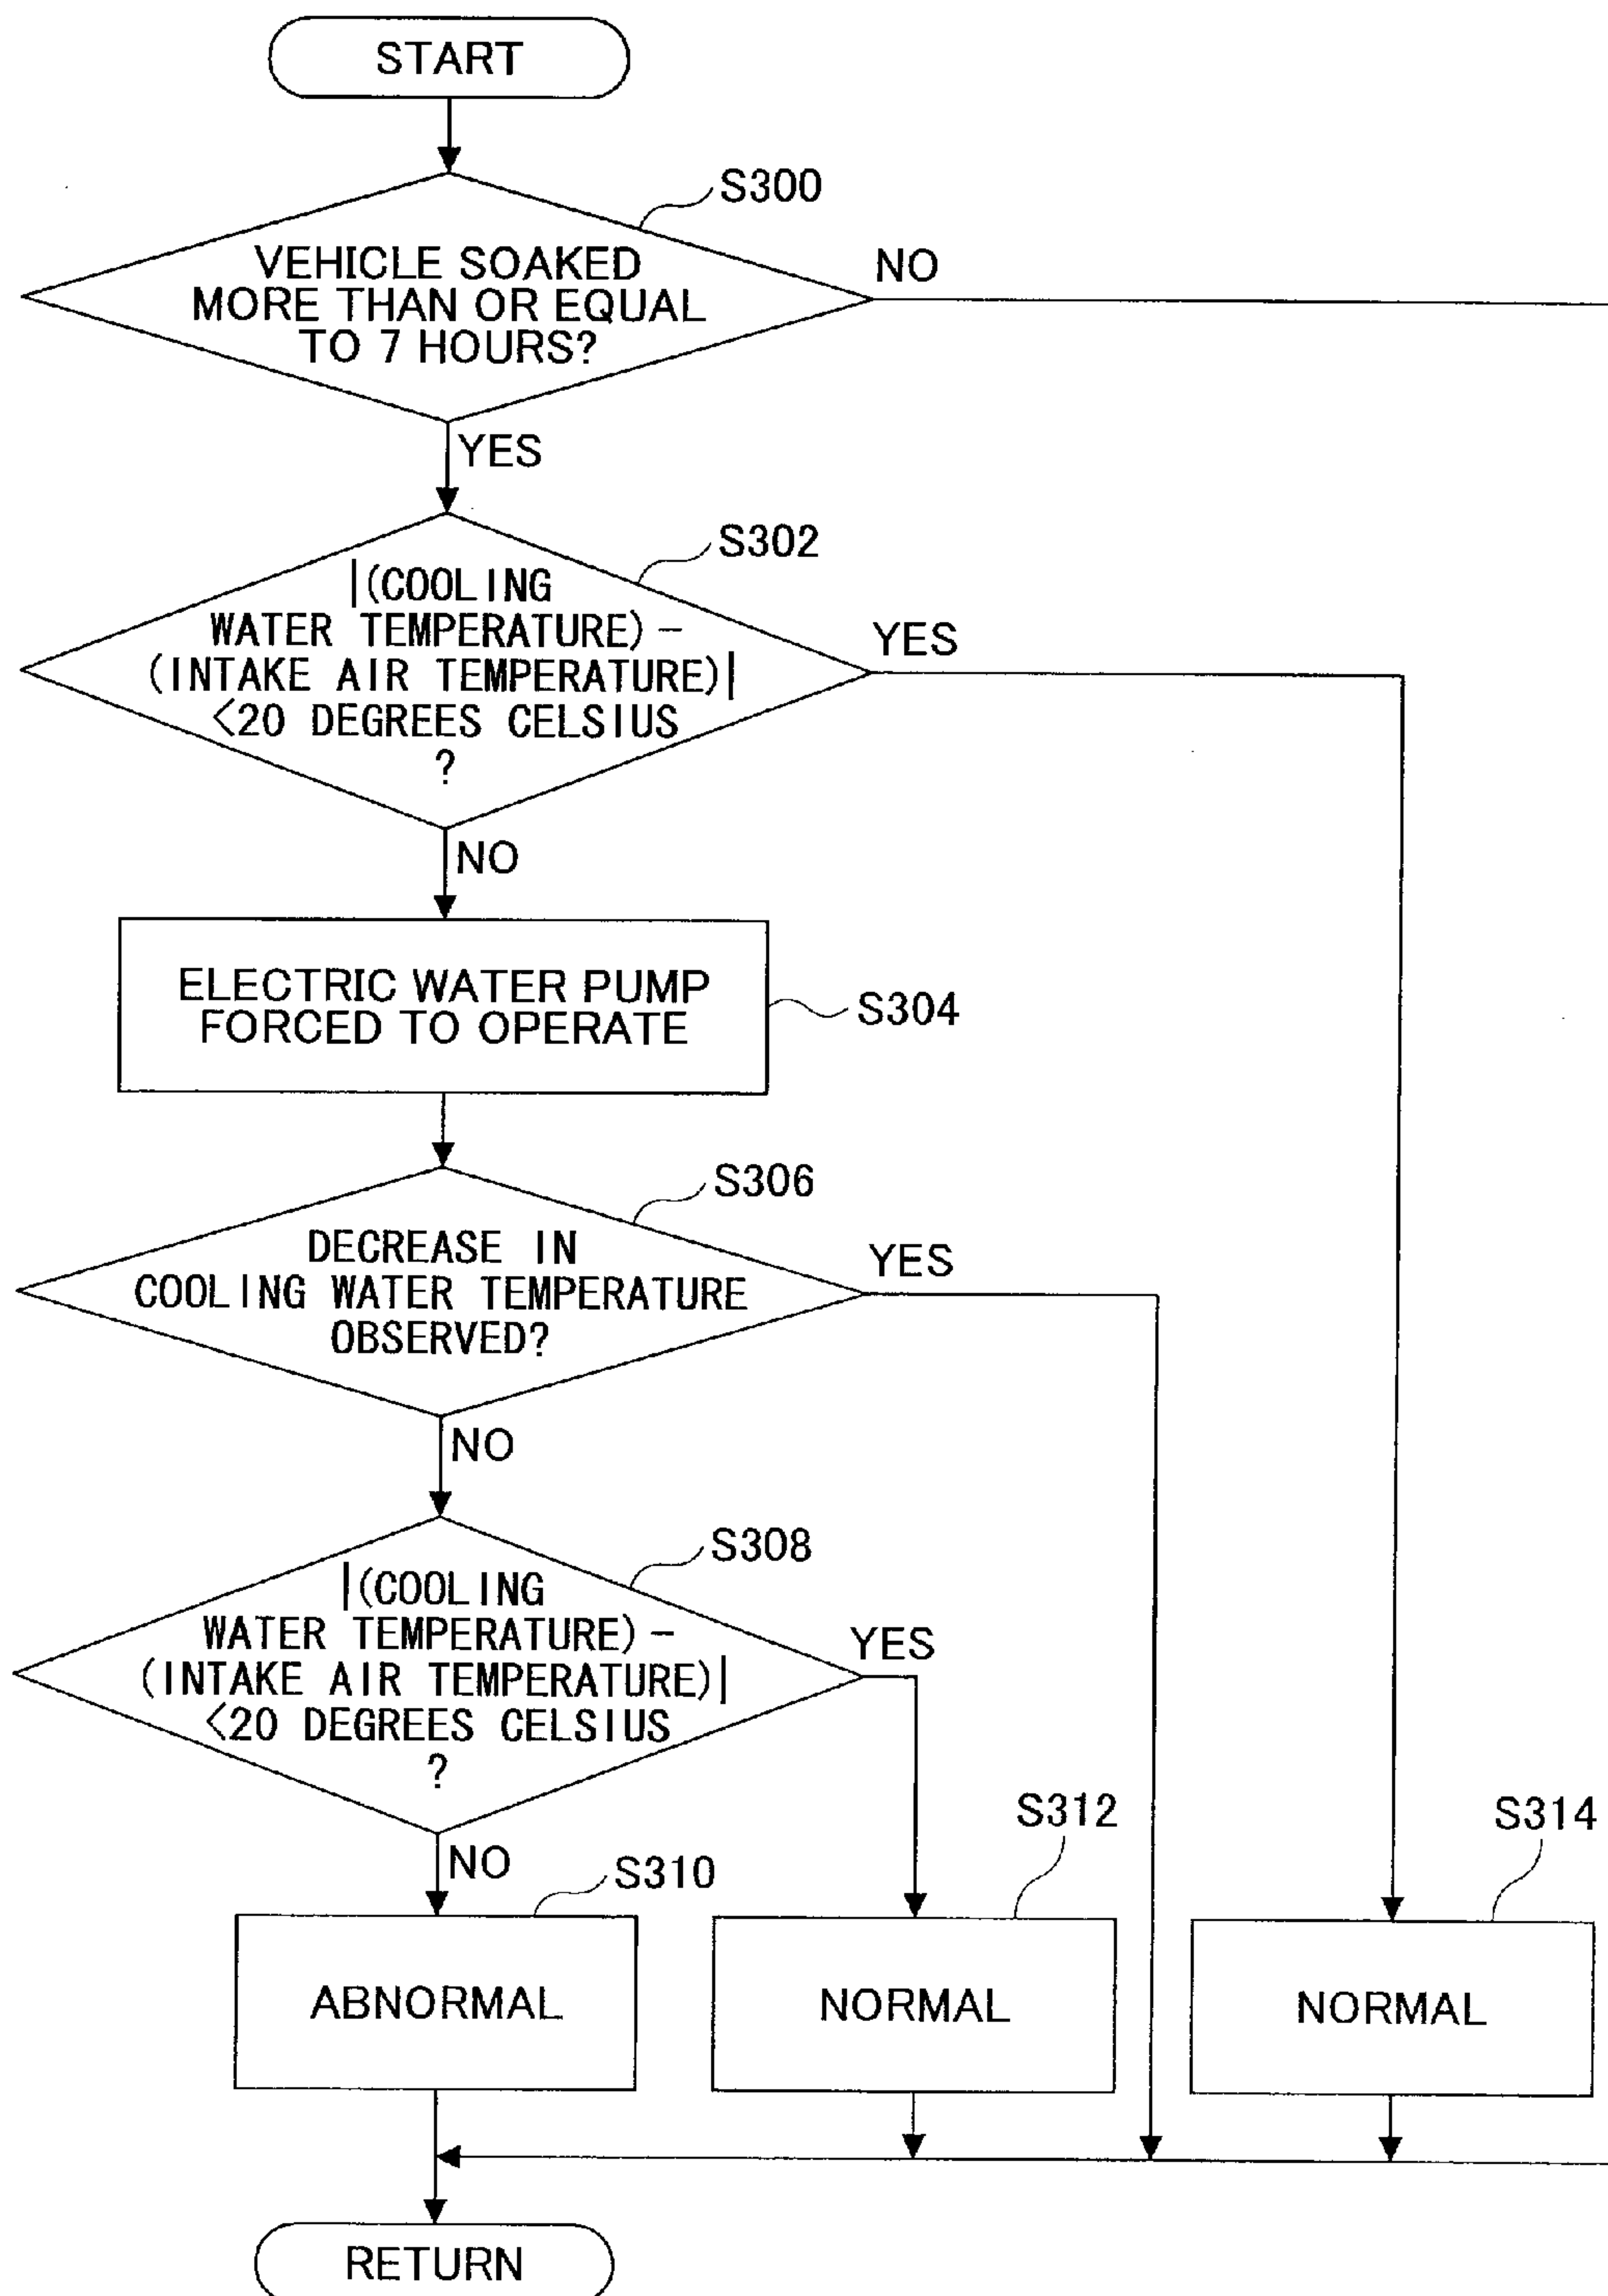 START
S300
VEHICLE SOAKED
MORE THAN OR EQUAL
TO 7 HOURS?
NO
YES
S302
|(COOLING
WATER TEMPERATURE)-
(INTAKE AIR TEMPERATURE)|
<20 DEGREES CELSIUS
?
YES
NO
ELECTRIC WATER PUMP
FORCED TO OPERATE
S304
S306
DECREASE IN
COOLING WATER TEMPERATURE
OBSERVED?
YES
NO
S308
|(COOLING
WATER TEMPERATURE)-
(INTAKE AIR TEMPERATURE)|
<20 DEGREES CELSIUS
?
YES
NO
S310
S312
S314
ABNORMAL
NORMAL
NORMAL
RETURN